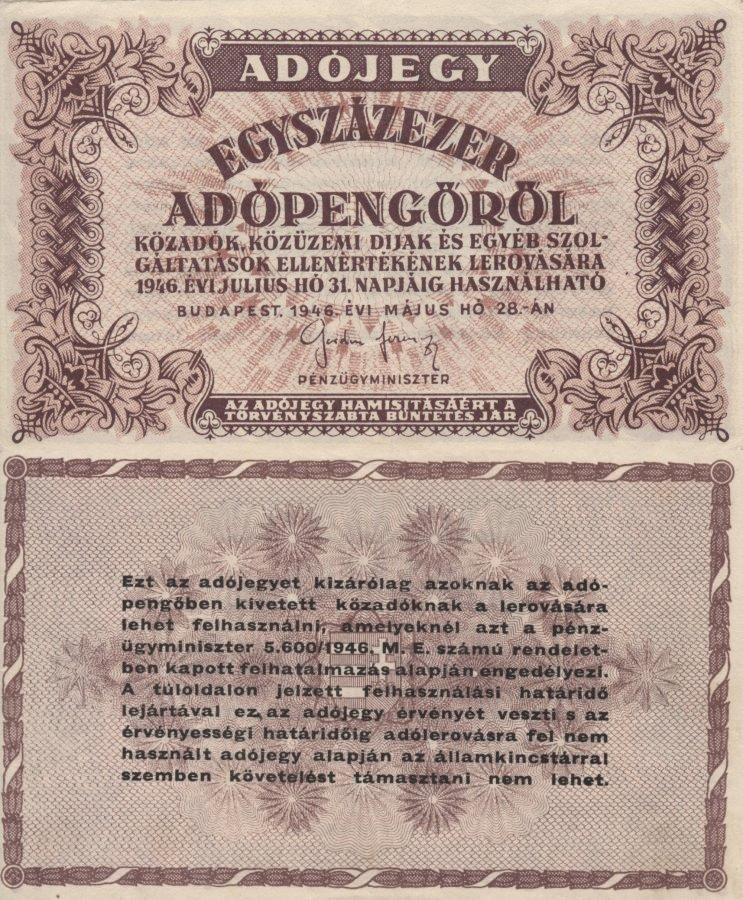 ADÓJEGY
EGYSZÁZEZER
ADÓPENGŐRŐL
KÖZADÓK, KÖZÜZEMI DIJAK ÉS EGYÉB SZOL-
GÁLTATÁSOK ELLENÉRTÉKÉNEK LEROVÁSÁRA
1946. ÉVI JULIUS HÓ 31. NAPJÁIG HASZNÁLHATÓ
BUDAPEST, 1946. ÉVI MÁJUS HÓ 28.-ÁN
PÉNZÜGYMINISZTER
AZ ADÓJEGY HAMISITÁSÁÉRT A
TÖRVÉNYSZABTA BÜNTETÉS JÁR
Ezt az adójegyet kizárólag azoknak az adó-
pengőben kivetett közadóknak a lerovására
lehet felhasználni, amelyeknél azt a pénz-
ügyminiszter 5.600/1946. M. E. számú rendelet-
ben kapott felhatalmazás alapján engedélyezi.
A túloldalon jelzett felhasználási határidő
lejártával ez az adójegy érvényét veszti s az
érvényességi határidőig adólerovásra fel nem
használt adójegy alapján az államkincstárral
szemben követelést támasztani nem lehet.